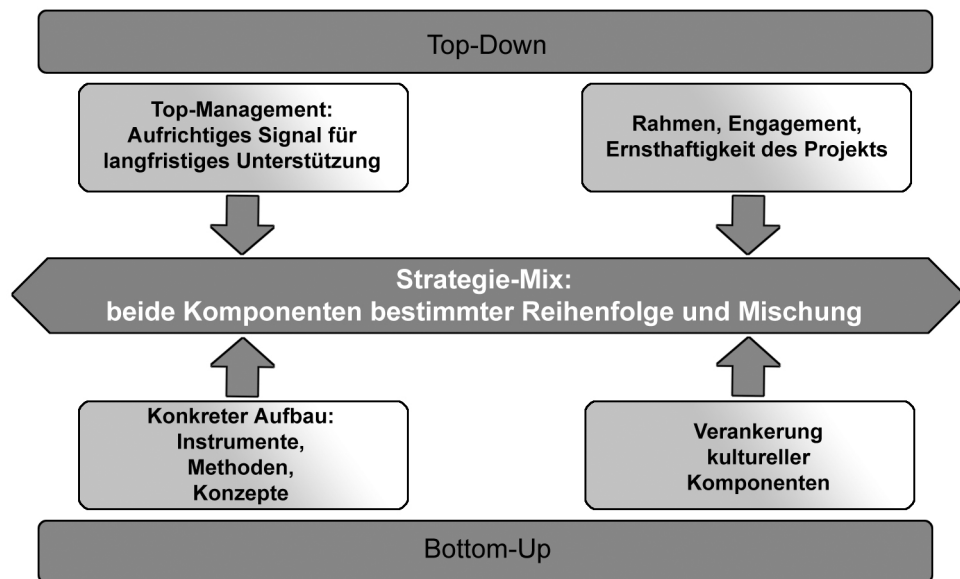 Top-Down
Top-Management:
Aufrichtiges Signal für
langfristiges Unterstützung
Rahmen, Engagement,
Ernsthaftigkeit des Projekts
Strategie-Mix:
beide Komponenten bestimmter Reihenfolge und Mischung
Konkreter Aufbau:
Instrumente,
Methoden,
Konzepte
Verankerung
kultureller
Komponenten
Bottom-Up